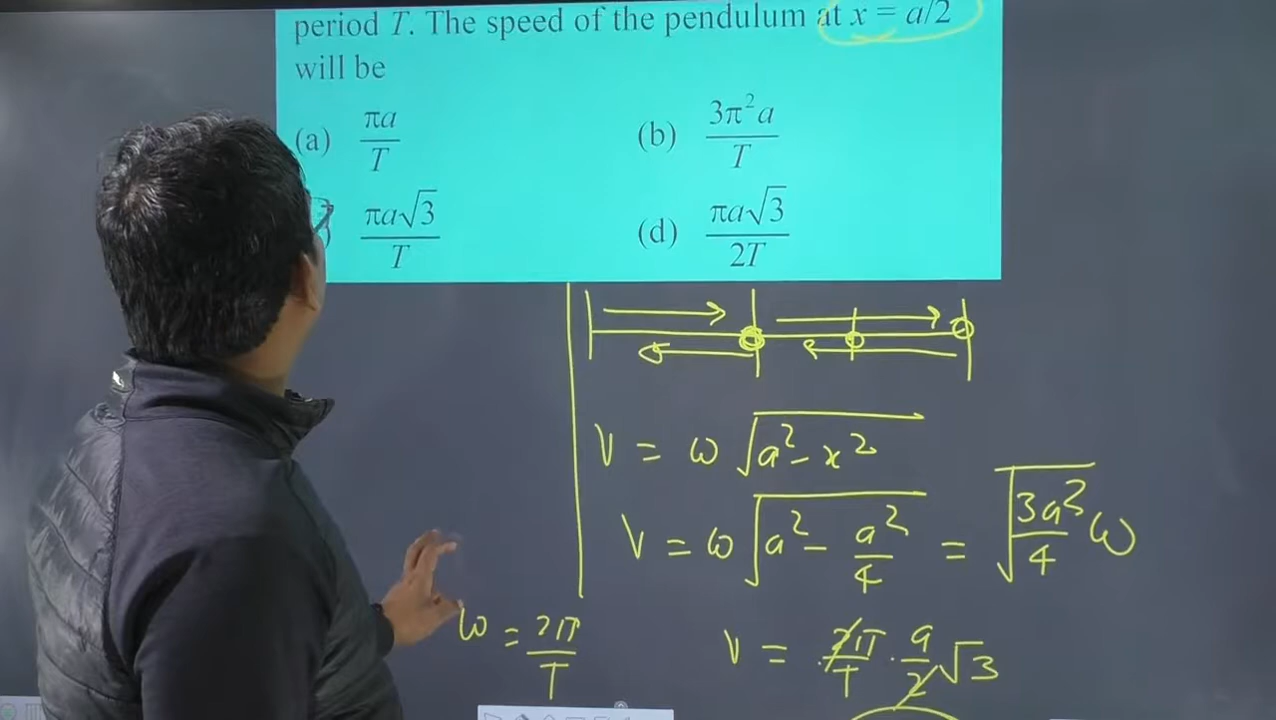 period T. The speed of the pendulum at x = a/2
will be
(a) πa/T (b) 3π²a/T
πa√3/T (d) πa√3/2T
V = ω √(a² - x²)
V = ω √(a² - a²/4) = √(3a²/4) ω
ω = 2π/T V = 2π/T · a/2 √3